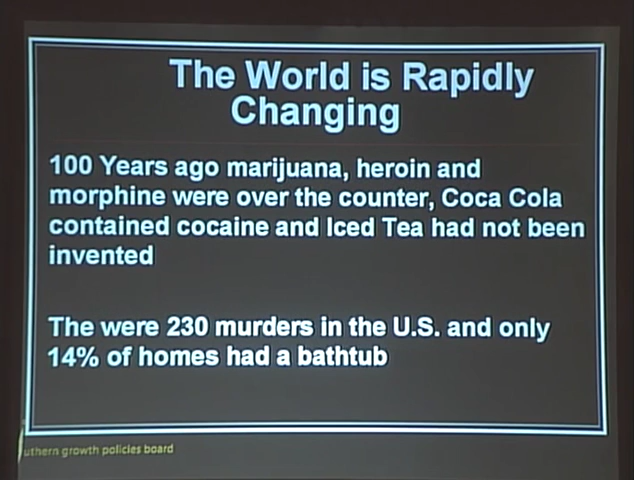 The World is Rapidly
Changing
100 Years ago marijuana, heroin and
morphine were over the counter, Coca Cola
contained cocaine and Iced Tea had not been
invented
The were 230 murders in the U.S. and only
14% of homes had a bathtub
uthern growth policies board